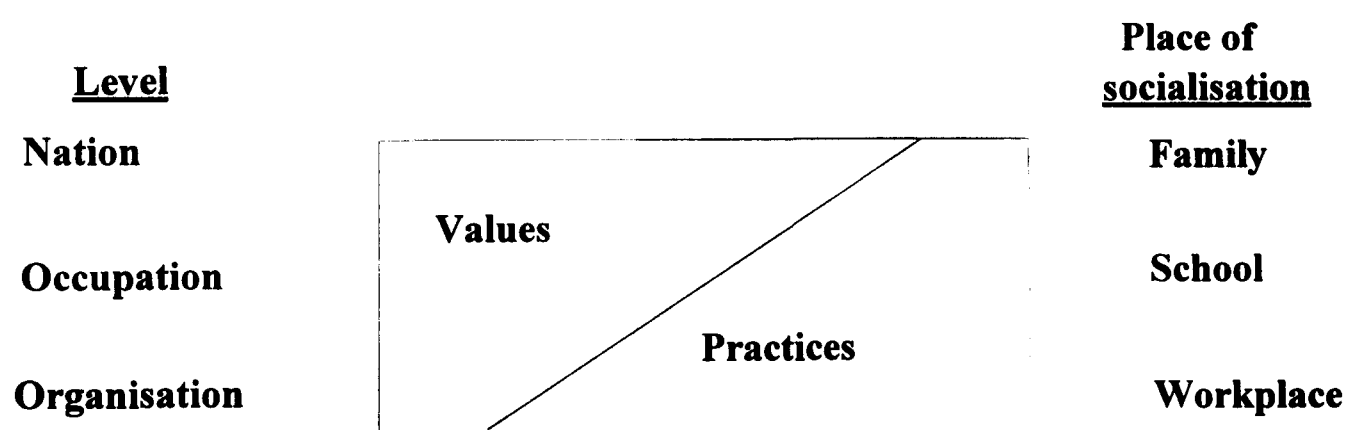 Place of
Level socialisation
Nation Family
Values
Occupation School
Practices
Organisation Workplace